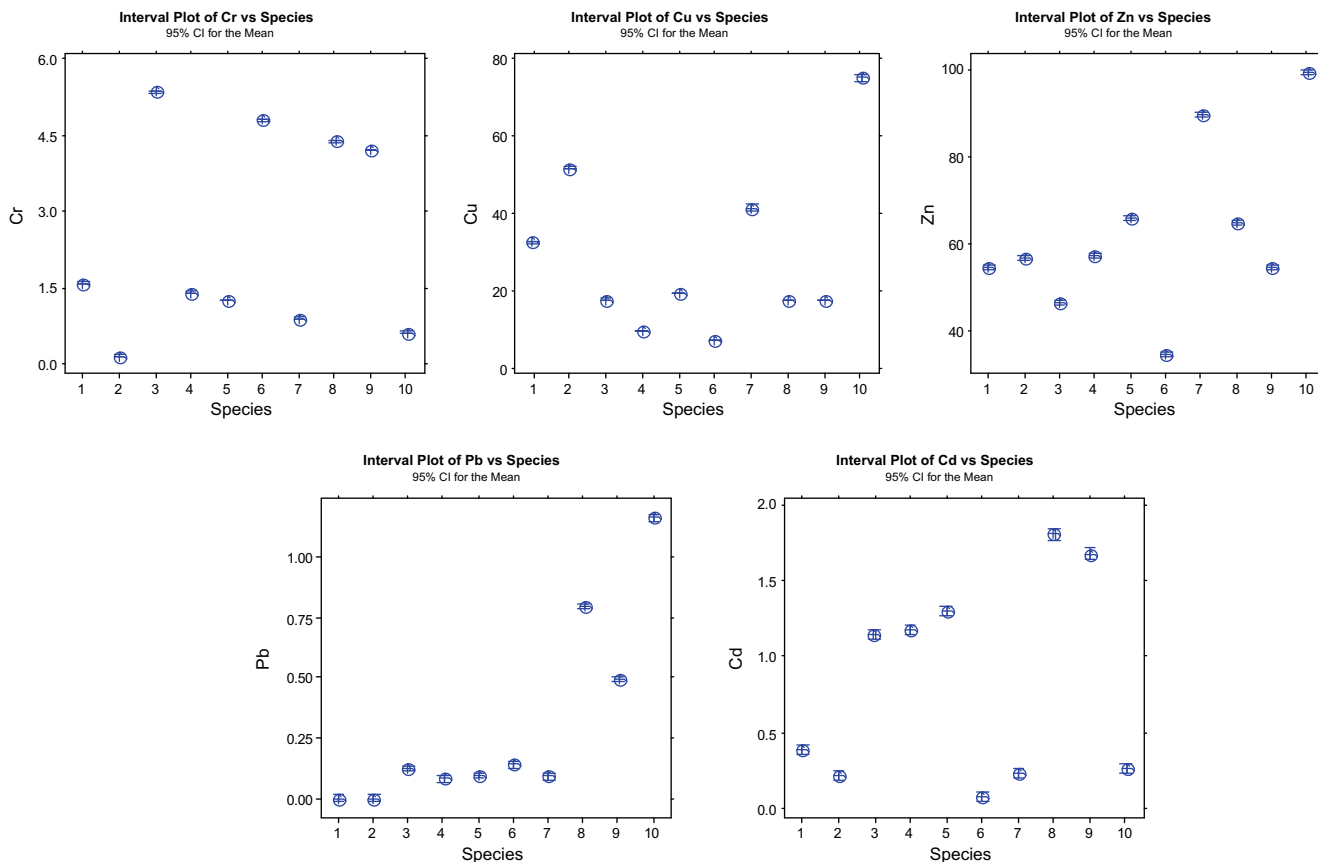 Interval Plot of Cr vs Species
95% CI for the Mean
6.0
4.5
3.0
1.5
0.0
Cr
1 2 3 4 5 6 7 8 9 10
Species
Interval Plot of Cu vs Species
95% CI for the Mean
80
60
40
20
0
Cu
1 2 3 4 5 6 7 8 9 10
Species
Interval Plot of Zn vs Species
95% CI for the Mean
100
80
60
40
Zn
1 2 3 4 5 6 7 8 9 10
Species
Interval Plot of Pb vs Species
95% CI for the Mean
1.00
0.75
0.50
0.25
0.00
Pb
1 2 3 4 5 6 7 8 9 10
Species
Interval Plot of Cd vs Species
95% CI for the Mean
2.0
1.5
1.0
0.5
0.0
Cd
1 2 3 4 5 6 7 8 9 10
Species